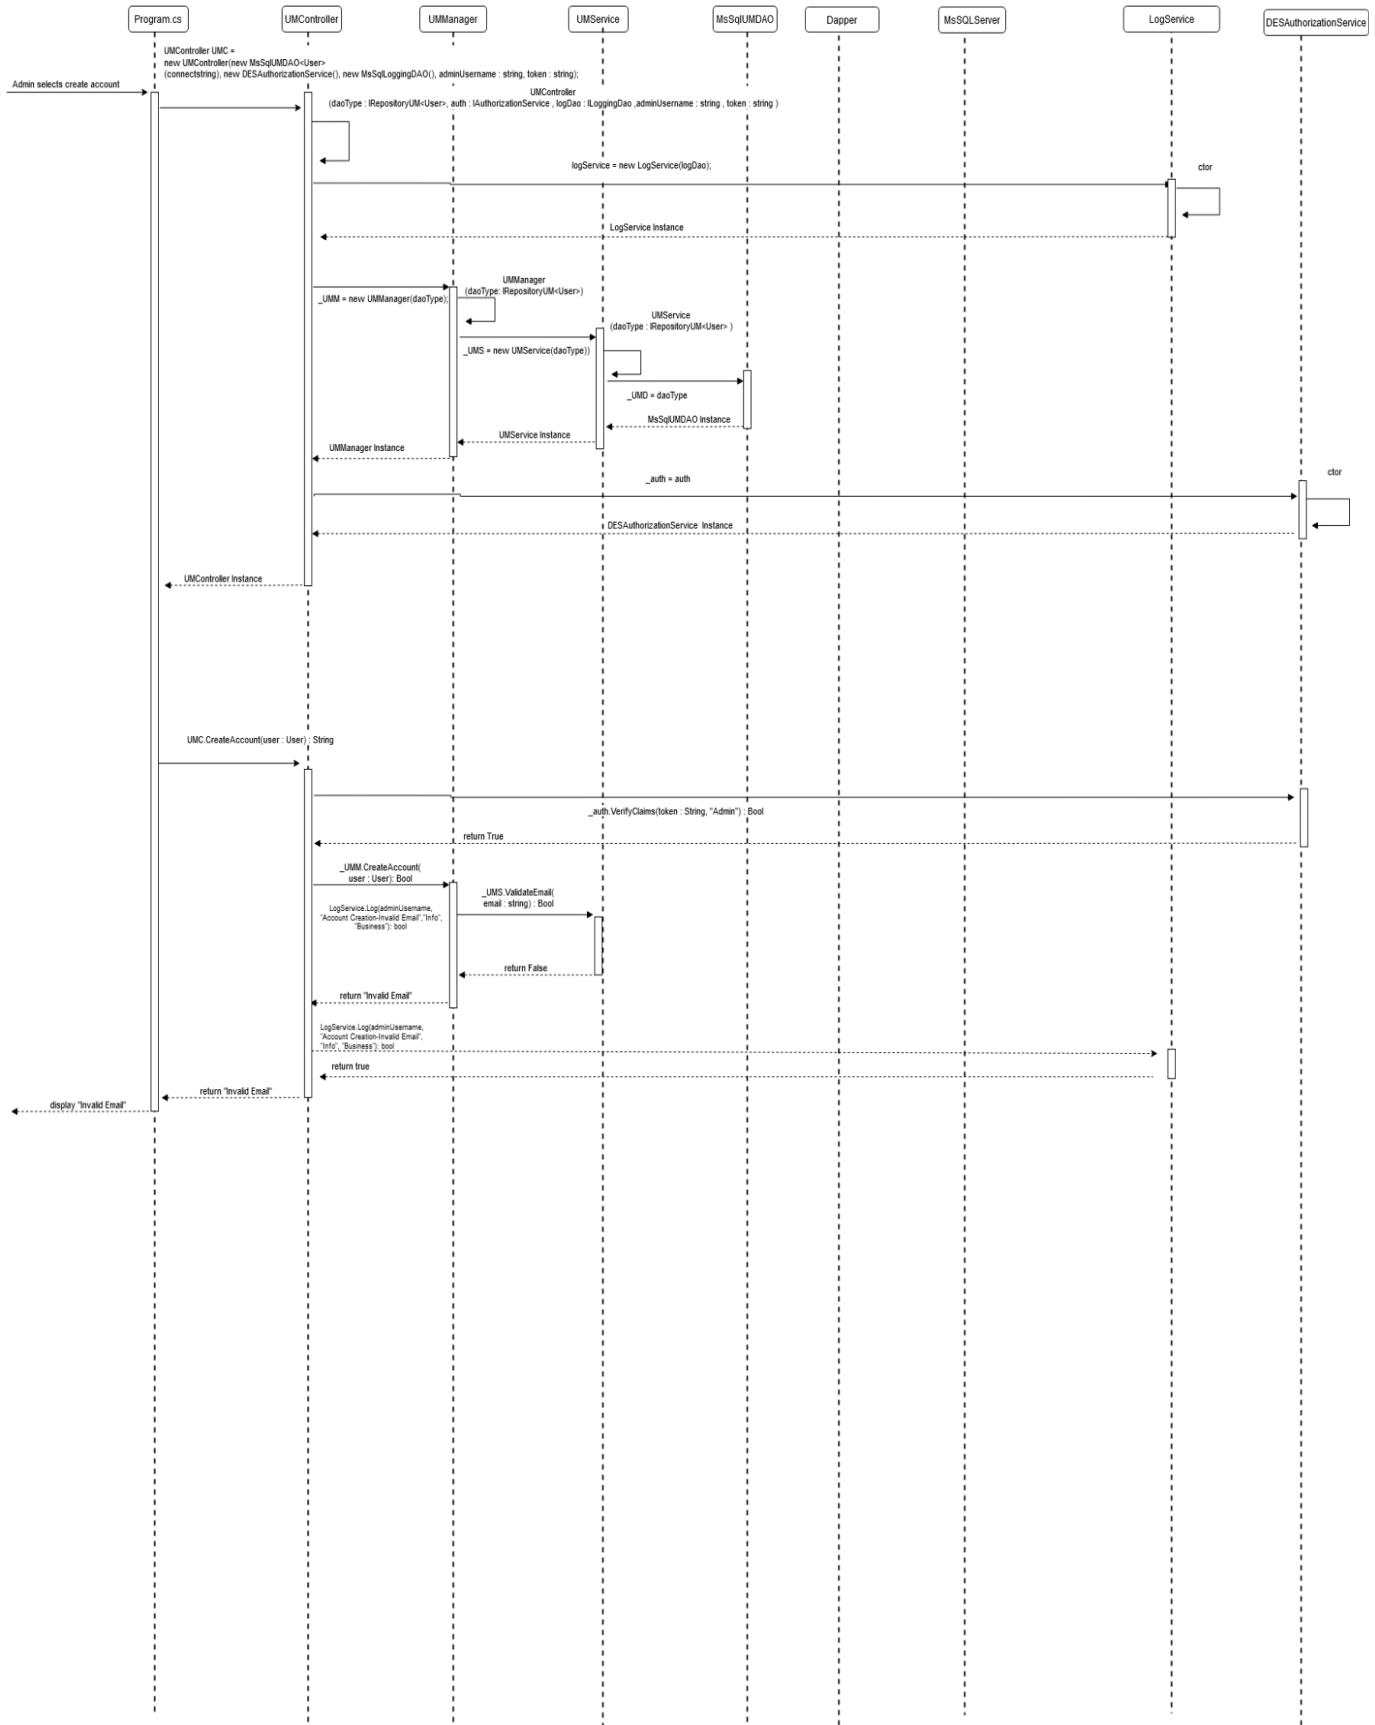 Program.cs
UMController
UMManager
UMService
MsSqlUMDAO
Dapper
MsSQLServer
LogService
DESAuthorizationService
UMController UMC =
new UMController(new MsSqlUMDAO<User>
(connectstring), new DESAuthorizationService(), new MsSqlLoggingDAO(), adminUsername : string, token : string);
Admin selects create account
UMController
(daoType : IRepositoryUM<User>, auth : IAuthorizationService , logDao : ILoggingDao ,adminUsername : string , token : string )
logService = new LogService(logDao);
ctor
LogService Instance
UMManager
(daoType: IRepositoryUM<User>)
_UMM = new UMManager(daoType);
UMService
(daoType : IRepositoryUM<User> )
_UMS = new UMService(daoType))
_UMD = daoType
MsSqlUMDAO Instance
UMService Instance
UMManager Instance
_auth = auth
ctor
DESAuthorizationService Instance
UMController Instance
UMC.CreateAccount(user : User) : String
_auth.VerifyClaims(token : String, "Admin") : Bool
return True
_UMM.CreateAccount(
user : User): Bool
_UMS.ValidateEmail(
email : string) : Bool
LogService.Log(adminUsername,
"Account Creation-Invalid Email","Info",
"Business"): bool
return False
return "Invalid Email"
LogService.Log(adminUsername,
"Account Creation-Invalid Email",
"Info", "Business"): bool
return true
return "Invalid Email"
display "Invalid Email"